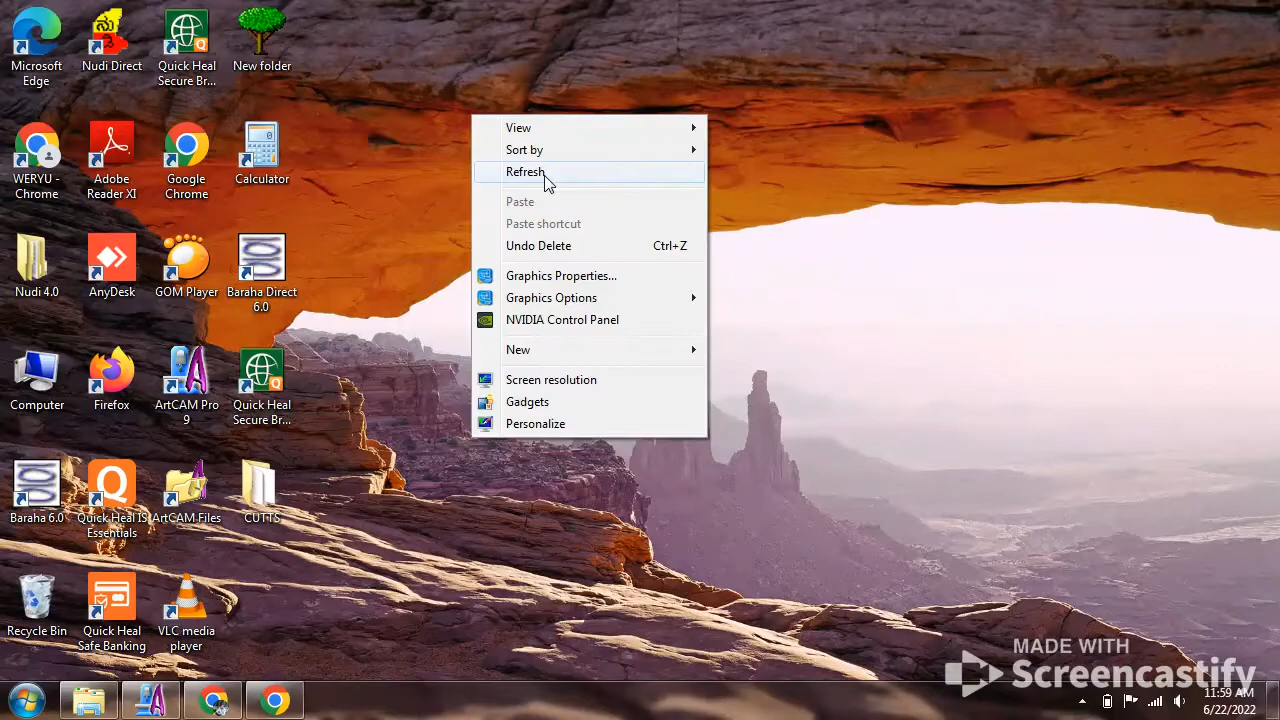 Microsoft
Edge
Nudi Direct
Quick Heal
Secure Br...
New folder
WERYU -
Chrome
Adobe
Reader XI
Google
Chrome
Calculator
Nudi 4.0
AnyDesk
GOM Player
Baraha Direct
6.0
Computer
Firefox
ArtCAM Pro
9
Quick Heal
Secure Br...
Baraha 6.0
Quick Heal IS
Essentials
ArtCAM Files
CUTTS
Recycle Bin
Quick Heal
Safe Banking
VLC media
player
View
Sort by
Refresh
Paste
Paste shortcut
Undo Delete Ctrl+Z
Graphics Properties...
Graphics Options
NVIDIA Control Panel
New
Screen resolution
Gadgets
Personalize
MADE WITH
Screencastify
11:59 AM
6/22/2022